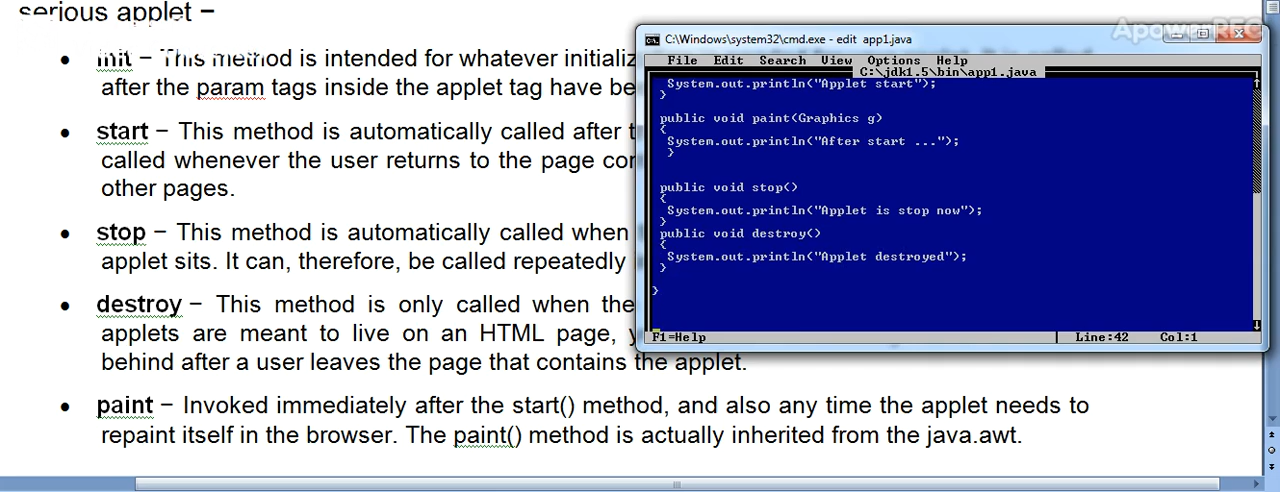 serious applet –
• init – This method is intended for whatever initializ
after the param tags inside the applet tag have be
• start – This method is automatically called after t
called whenever the user returns to the page con
other pages.
• stop – This method is automatically called when
applet sits. It can, therefore, be called repeatedly
• destroy – This method is only called when the
applets are meant to live on an HTML page, y
behind after a user leaves the page that contains the applet.
• paint – Invoked immediately after the start() method, and also any time the applet needs to
repaint itself in the browser. The paint() method is actually inherited from the java.awt.
ApowerREC
C:\Windows\system32\cmd.exe - edit app1.java
File Edit Search View Options Help
C:\jdk1.5\bin\app1.java
System.out.println("Applet start");
}
public void paint(Graphics g)
{
System.out.println("After start ...");
}
public void stop()
{
System.out.println("Applet is stop now");
}
public void destroy()
{
System.out.println("Applet destroyed");
}
}
F1=Help Line:42 Col:1